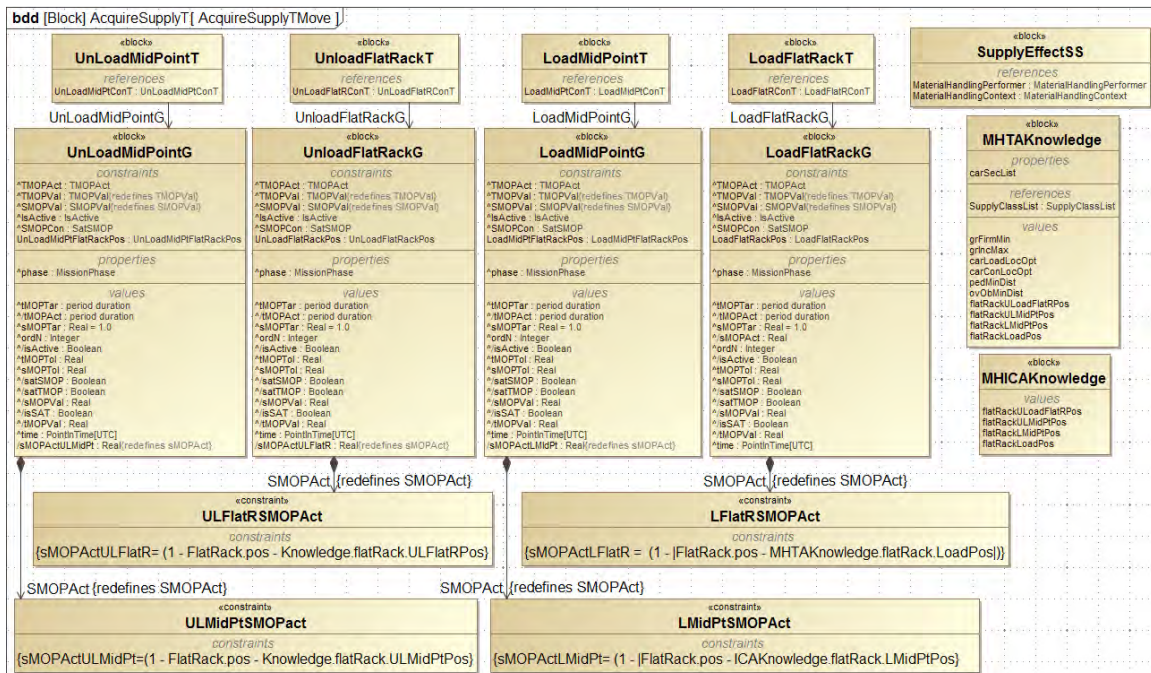 bdd [Block] AcquireSupplyT[ AcquireSupplyTMove ]
«block»
UnLoadMidPointT
references
UnLoadMidPtConT : UnLoadMidPtConT
«block»
UnloadFlatRackT
references
UnLoadFlatRConT : UnLoadFlatRConT
«block»
LoadMidPointT
references
LoadMidPtConT : LoadMidPtConT
«block»
LoadFlatRackT
references
LoadFlatRConT : LoadFlatRConT
«block»
SupplyEffectSS
references
MaterialHandlingPerformer : MaterialHandlingPerformer
MaterialHandlingContext : MaterialHandlingContext
UnLoadMidPointG
UnloadFlatRackG
LoadMidPointG
LoadFlatRackG
«block»
UnLoadMidPointG
constraints
^TMOPAct : TMOPAct
^TMOPVal : TMOPVal{redefines TMOPVal}
^SMOPVal : SMOPVal{redefines SMOPVal}
^IsActive : IsActive
^SMOPCon : SatSMOP
UnLoadMidPtFlatRackPos : UnLoadMidPtFlatRackPos
properties
^phase : MissionPhase
values
^tMOPTar : period duration
^/tMOPAct : period duration
^sMOPTar : Real = 1.0
^ordN : Integer
^/isActive : Boolean
^tMOPTol : Real
^sMOPTol : Real
^/satSMOP : Boolean
^/satTMOP : Boolean
^/sMOPVal : Real
^/isSAT : Boolean
^/tMOPVal : Real
^time : PointInTime[UTC]
/sMOPActULMidPt : Real{redefines sMOPAct}
«block»
UnloadFlatRackG
constraints
^TMOPAct : TMOPAct
^TMOPVal : TMOPVal{redefines TMOPVal}
^SMOPVal : SMOPVal{redefines SMOPVal}
^IsActive : IsActive
^SMOPCon : SatSMOP
UnLoadFlatRackPos : UnLoadFlatRackPos
properties
^phase : MissionPhase
values
^tMOPTar : period duration
^/tMOPAct : period duration
^sMOPTar : Real = 1.0
^ordN : Integer
^/isActive : Boolean
^tMOPTol : Real
^sMOPTol : Real
^/satSMOP : Boolean
^/satTMOP : Boolean
^/sMOPVal : Real
^/isSAT : Boolean
^/tMOPVal : Real
^time : PointInTime[UTC]
/sMOPActULFlatR : Real{redefines sMOPAct}
«block»
LoadMidPointG
constraints
^TMOPAct : TMOPAct
^TMOPVal : TMOPVal{redefines TMOPVal}
^SMOPVal : SMOPVal{redefines SMOPVal}
^IsActive : IsActive
^SMOPCon : SatSMOP
LoadMidPtFlatRackPos : LoadMidPtFlatRackPos
properties
^phase : MissionPhase
values
^tMOPTar : period duration
^/tMOPAct : period duration
^sMOPTar : Real = 1.0
^ordN : Integer
^/isActive : Boolean
^tMOPTol : Real
^sMOPTol : Real
^/satSMOP : Boolean
^/satTMOP : Boolean
^/sMOPVal : Real
^/isSAT : Boolean
^/tMOPVal : Real
^time : PointInTime[UTC]
/sMOPActLMidPt : Real{redefines sMOPAct}
«block»
LoadFlatRackG
constraints
^TMOPAct : TMOPAct
^TMOPVal : TMOPVal{redefines TMOPVal}
^SMOPVal : SMOPVal{redefines SMOPVal}
^IsActive : IsActive
^SMOPCon : SatSMOP
LoadFlatRackPos : LoadFlatRackPos
properties
^phase : MissionPhase
values
^tMOPTar : period duration
^/tMOPAct : period duration
^sMOPTar : Real = 1.0
^/sMOPAct : Real
^ordN : Integer
^/isActive : Boolean
^tMOPTol : Real
^sMOPTol : Real
^/satSMOP : Boolean
^/satTMOP : Boolean
^/sMOPVal : Real
^/isSAT : Boolean
^/tMOPVal : Real
^time : PointInTime[UTC]
«block»
MHTAKnowledge
properties
carSecList
references
SupplyClassList : SupplyClassList
values
grFirmMin
grIncMax
carLoadLocOpt
carConLocOpt
pedMinDist
ovObMinDist
flatRackULoadFlatRPos
flatRackULMidPtPos
flatRackLMidPtPos
flatRackLoadPos
«block»
MHICAKnowledge
values
flatRackULoadFlatRPos
flatRackULMidPtPos
flatRackLMidPtPos
flatRackLoadPos
SMOPAct {redefines SMOPAct}
SMOPAct {redefines SMOPAct}
«constraint»
ULFlatRSMOPAct
constraints
{sMOPActULFlatR= (1 - FlatRack.pos - Knowledge.flatRack.ULFlatRPos}
«constraint»
LFlatRSMOPAct
constraints
{sMOPActLFlatR = (1 - |FlatRack.pos - MHTAKnowledge.flatRack.LoadPos|)}
SMOPAct {redefines SMOPAct}
SMOPAct {redefines SMOPAct}
«constraint»
ULMidPtSMOPact
constraints
{sMOPActULMidPt=(1 - FlatRack.pos - Knowledge.flatRack.ULMidPtPos}
«constraint»
LMidPtSMOPAct
constraints
{sMOPActLMidPt= (1 - |FlatRack.pos - ICAKnowledge.flatRack.LMidPtPos}